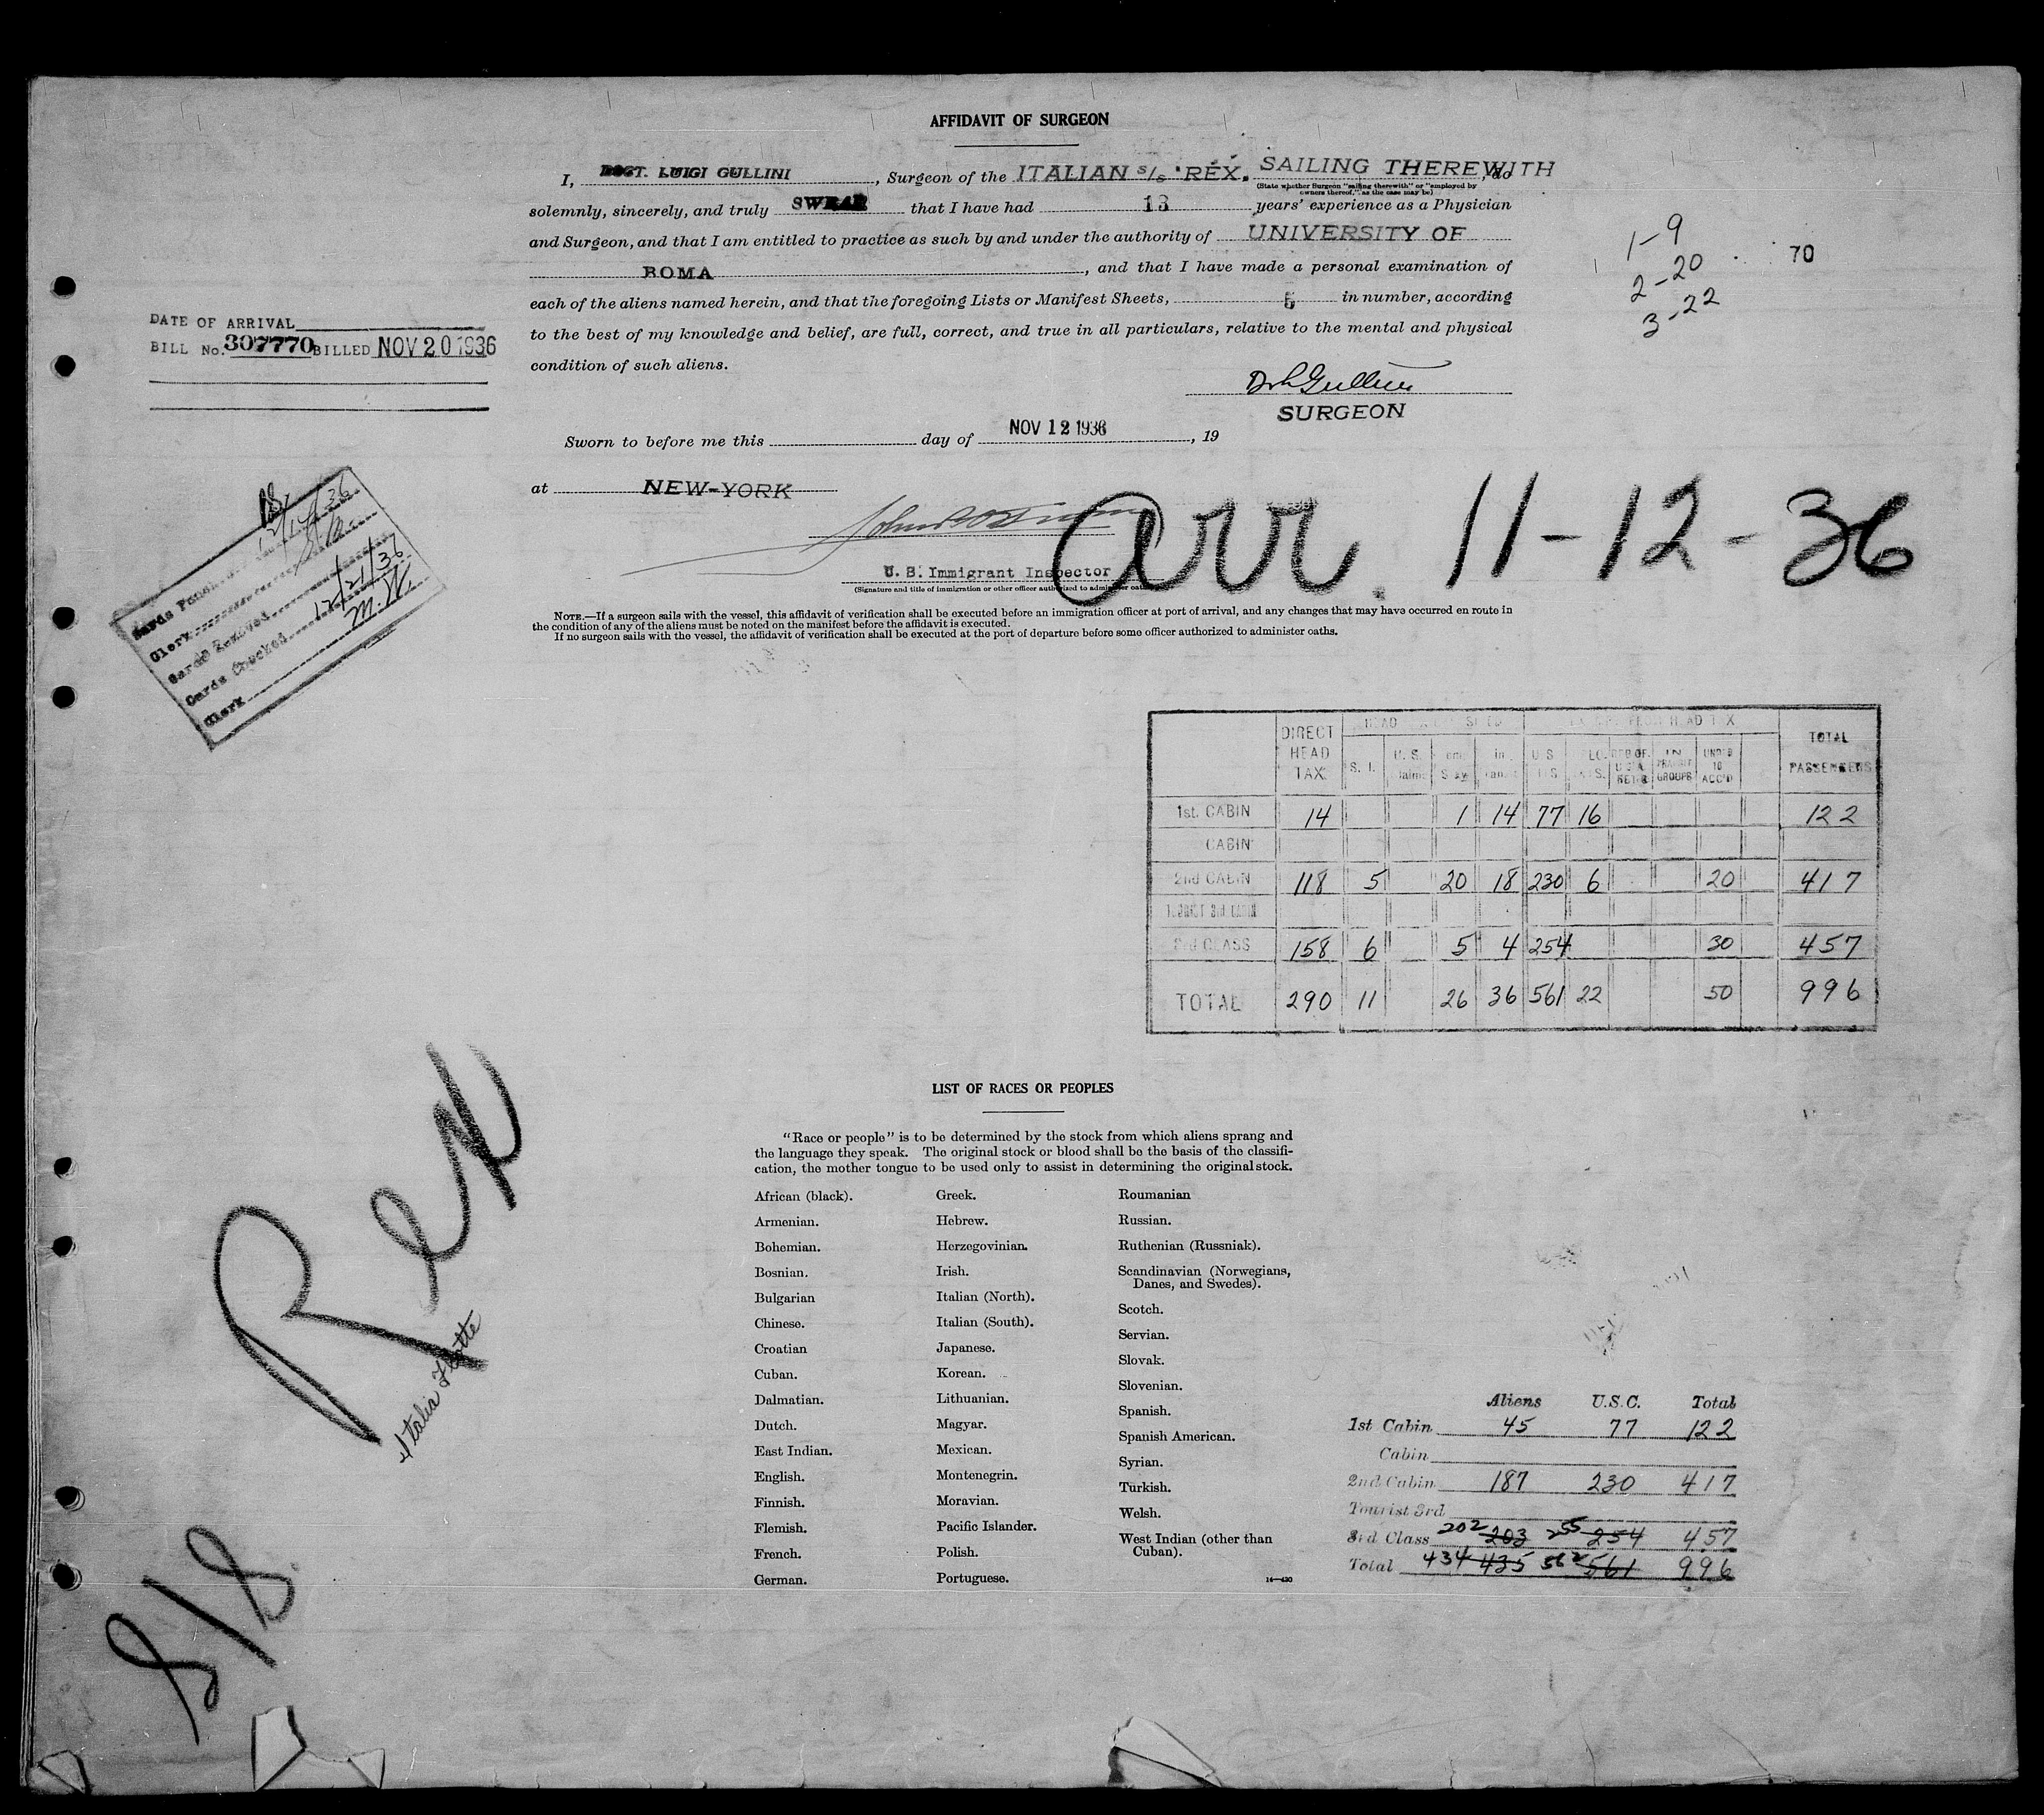 AFFIDAVIT OF SURGEON
I, DOGT. LUIGI GULLINI, Surgeon of the ITALIAN s/s "REX. SAILING THEREWITH, do
(State whether Surgeon "sailing therewith" or "employed by
owners thereof," as the case may be)
solemnly, sincerely, and truly SWEAR that I have had 13 years' experience as a Physician
and Surgeon, and that I am entitled to practice as such by and under the authority of UNIVERSITY OF
ROMA, and that I have made a personal examination of
each of the aliens named herein, and that the foregoing Lists or Manifest Sheets, 5 in number, according
to the best of my knowledge and belief, are full, correct, and true in all particulars, relative to the mental and physical
condition of such aliens.
1-9
2-20
3-22
70
DATE OF ARRIVAL
BILL No. 307770 BILLED NOV 20 1936
SURGEON
Sworn to before me this day of NOV 12 1936, 19
at NEW-YORK
arr. 11-12-36
U. S. Immigrant Inspector
(Signature and title of immigration or other officer authorized to administer oaths)
NOTE.—If a surgeon sails with the vessel, this affidavit of verification shall be executed before an immigration officer at port of arrival, and any changes that may have occurred en route in
the condition of any of the aliens must be noted on the manifest before the affidavit is executed.
If no surgeon sails with the vessel, the affidavit of verification shall be executed at the port of departure before some officer authorized to administer oaths.
Cards
Clerk
Cards
Cards Checked 12/21/36
Clerk M.W.
DIRECT HEAD TAX S. I. U. S. IN TRANSIT GROUPS UNDER 16 ACC'D TOTAL PASSENGERS
1st. CABIN 14 1 14 77 16 122
CABIN
2nd CABIN 118 5 20 18 230 6 20 417
TOURIST 3rd CABIN
3rd CLASS 158 6 5 4 254 30 457
TOTAL 290 11 26 36 561 22 50 996
LIST OF RACES OR PEOPLES
"Race or people" is to be determined by the stock from which aliens sprang and
the language they speak. The original stock or blood shall be the basis of the classifi-
cation, the mother tongue to be used only to assist in determining the original stock.
African (black).
Armenian.
Bohemian.
Bosnian.
Bulgarian
Chinese.
Croatian
Cuban.
Dalmatian.
Dutch.
East Indian.
English.
Finnish.
Flemish.
French.
German.
Greek.
Hebrew.
Herzegovinian.
Irish.
Italian (North).
Italian (South).
Japanese.
Korean.
Lithuanian.
Magyar.
Mexican.
Montenegrin.
Moravian.
Pacific Islander.
Polish.
Portuguese.
Roumanian
Russian.
Ruthenian (Russniak).
Scandinavian (Norwegians,
Danes, and Swedes).
Scotch.
Servian.
Slovak.
Slovenian.
Spanish.
Spanish American.
Syrian.
Turkish.
Welsh.
West Indian (other than
Cuban).
Rex
Italia Flotte
818
Aliens U.S.C. Total
1st Cabin 45 77 122
Cabin
2nd Cabin 187 230 417
Tourist 3rd
3rd Class 202 203 255 254 457
Total 434 435 562 561 996